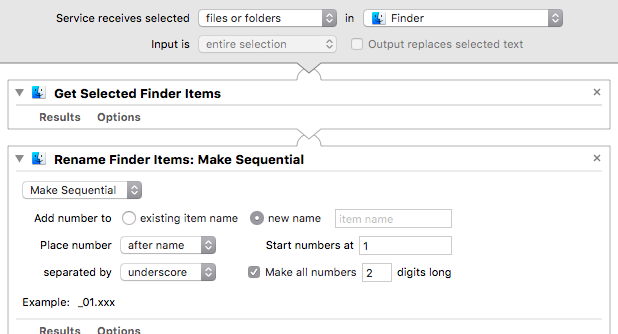 Service receives selected files or folders in Finder
Input is entire selection Output replaces selected text
Get Selected Finder Items
Results Options
Rename Finder Items: Make Sequential
Make Sequential
Add number to existing item name new name item name
Place number after name Start numbers at 1
separated by underscore Make all numbers 2 digits long
Example: _01.xxx
Results Options